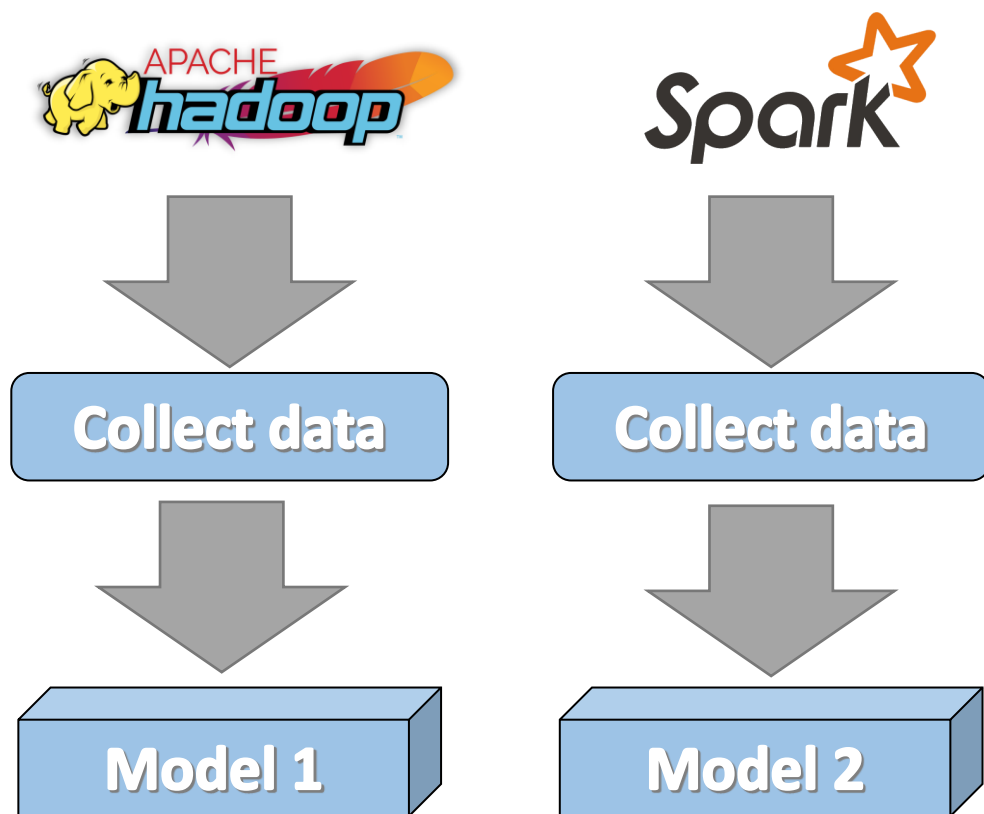 APACHE
hadoop
Spark
Collect data
Collect data
Model 1
Model 2